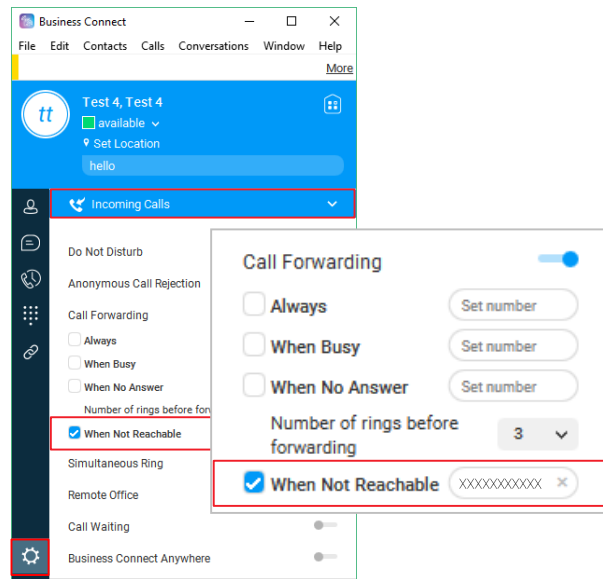 Business Connect
File Edit Contacts Calls Conversations Window Help
More
tt
Test 4, Test 4
available
Set Location
hello
Incoming Calls
Do Not Disturb
Anonymous Call Rejection
Call Forwarding
Always
When Busy
When No Answer
Number of rings before
When Not Reachable
Simultaneous Ring
Remote Office
Call Waiting
Business Connect Anywhere
Call Forwarding
Always Set number
When Busy Set number
When No Answer Set number
Number of rings before
forwarding 3
When Not Reachable XXXXXXXXXXX